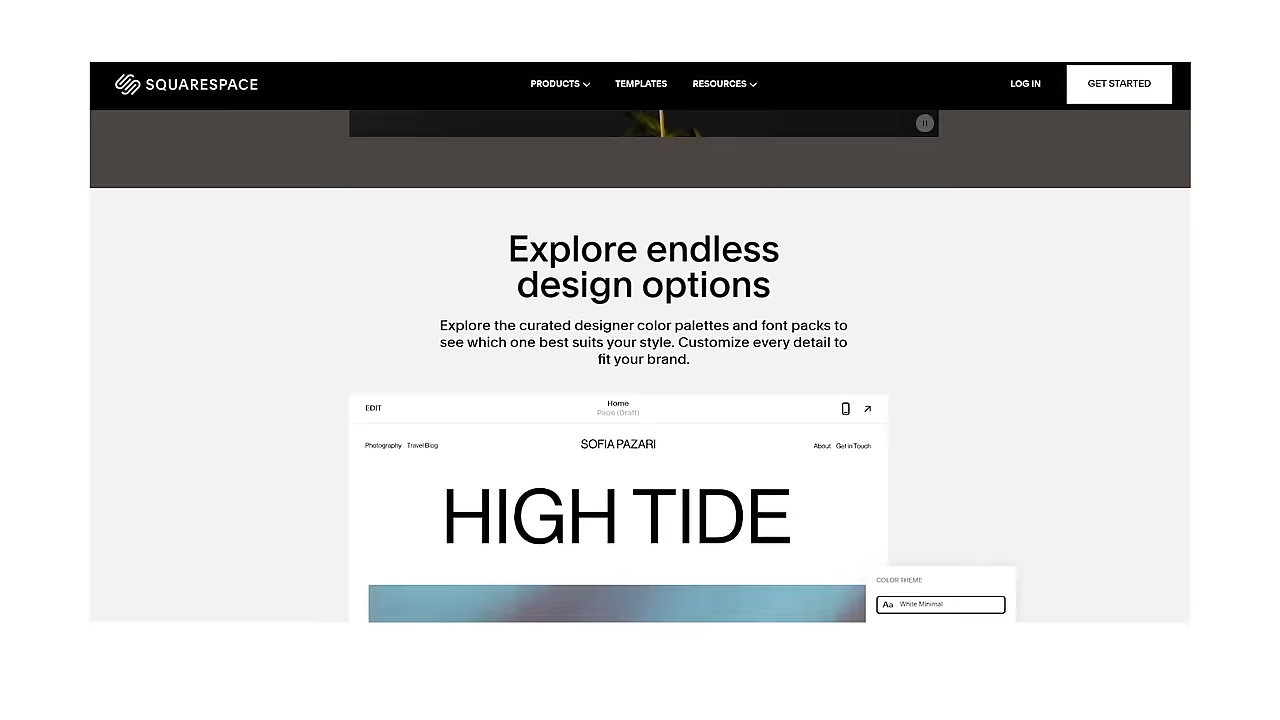 SQUARESPACE
PRODUCTS
TEMPLATES
RESOURCES
LOG IN
GET STARTED
Explore endless
design options
Explore the curated designer color palettes and font packs to
see which one best suits your style. Customize every detail to
fit your brand.
EDIT
Home
Page (Draft)
Photography
Travel Blog
SOFIA PAZARI
About
Get in Touch
HIGH TIDE
COLOR THEME
Aa White Minimal